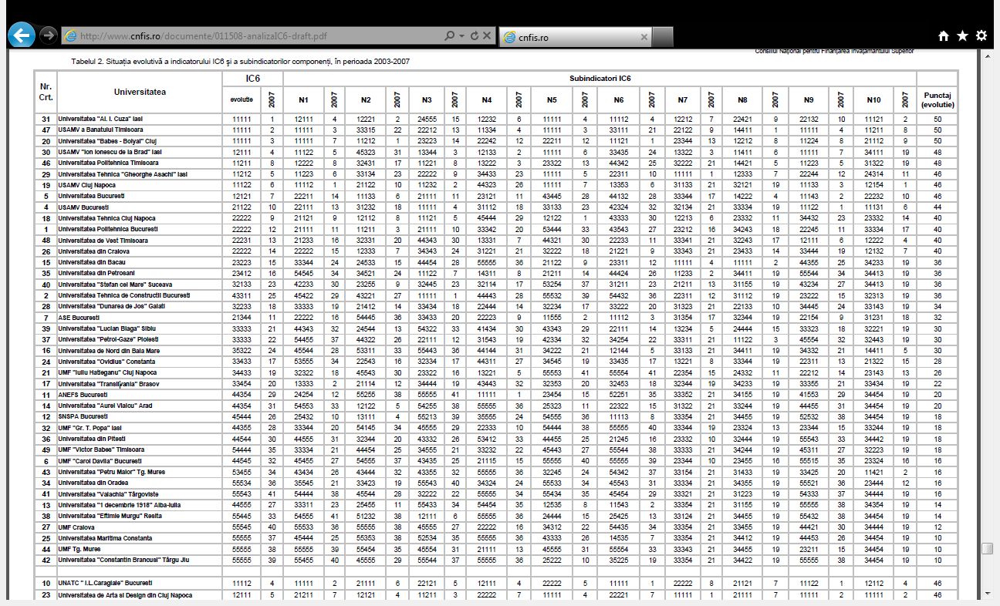 http://www.cnfis.ro/documente/011508-analizaIC6-draft.pdf cnfis.ro
Consiliul Național pentru Finanțarea Învățământului Superior
Tabelul 2. Situația evolutivă a indicatorului IC6 și a subindicatorilor componenți, în perioada 2003-2007
Nr. Crt. Universitatea IC6 Subindicatori IC6 Punctaj (evolutie)
evolutie 2007 N1 2007 N2 2007 N3 2007 N4 2007 N5 2007 N6 2007 N7 2007 N8 2007 N9 2007 N10 2007
31 Universitatea "Al. I. Cuza" Iasi 11111 1 12111 4 12221 2 24555 15 12232 6 11111 4 11112 4 12212 7 22421 9 22132 10 11121 2 50
47 USAMV a Banatului Timisoara 11111 2 11111 3 33315 22 22212 13 11334 4 11111 3 33111 21 22122 9 14411 1 11111 4 11211 8 50
20 Universitatea "Babes - Bolyai" Cluj 11111 3 11111 7 11212 1 23223 14 22242 12 22211 12 11121 1 23344 13 12212 8 11224 8 21112 9 50
30 USAMV "Ion Ionescu de la Brad" Iasi 12111 4 11122 5 45323 31 13344 3 12133 2 11111 6 33435 24 13322 3 11411 6 11111 7 34111 19 48
46 Universitatea Politehnica Timisoara 11211 8 12222 8 32431 17 11221 8 13222 3 23322 13 44342 25 32222 21 14421 5 11223 5 31322 19 48
29 Universitatea Tehnica "Gheorghe Asachi" Iasi 11212 5 11223 6 33134 23 22222 9 34433 23 11111 5 22311 10 11111 1 12333 7 22244 12 24314 11 46
19 USAMV Cluj Napoca 11122 6 11112 1 21122 10 11232 2 44323 26 11111 7 13353 6 31133 21 32121 19 11133 3 12154 1 46
5 Universitatea Bucuresti 12121 7 22211 14 11133 6 21111 11 23121 11 43445 28 44132 28 33344 17 14222 4 11143 2 22232 10 46
4 USAMV Bucuresti 21122 10 22111 13 31232 18 11111 4 31112 18 33133 23 42324 32 32134 21 33334 19 11122 1 11131 6 44
18 Universitatea Tehnica Cluj Napoca 22222 9 21121 9 12112 8 11121 5 45444 29 12122 1 43333 30 12213 6 23332 11 34432 23 23332 14 40
1 Universitatea Politehnica Bucuresti 22222 12 21111 11 11211 3 21111 10 33342 20 53444 33 43543 27 23212 16 34243 18 22245 11 33334 17 40
48 Universitatea de Vest Timisoara 22231 13 21233 16 32331 20 44343 30 13331 7 44321 30 22233 11 33341 21 32243 17 12111 6 12222 4 40
26 Universitatea din Craiova 22222 14 22222 15 12333 7 34343 24 31221 21 32222 18 21221 9 33343 21 23433 14 33444 19 12132 7 40
15 Universitatea din Bacau 23223 15 33344 24 24533 15 44454 28 55555 36 21122 9 23311 12 11111 4 11111 2 44355 25 34233 19 36
35 Universitatea din Petrosani 23412 16 54545 34 34521 24 11122 7 14311 8 21211 14 44424 26 11233 2 34411 19 55544 34 34413 19 36
40 Universitatea "Stefan cel Mare" Suceava 32133 23 42233 30 23255 9 32445 23 32114 17 53254 37 31211 23 21211 13 31155 19 43234 27 34413 19 36
2 Universitatea Tehnica de Constructii Bucuresti 43311 25 45422 29 43221 27 11111 1 44443 28 55532 39 54432 36 22311 12 31112 19 23222 15 32313 19 36
28 Universitatea "Dunarea de Jos" Galati 32233 18 33333 19 21412 14 33434 18 22444 14 32234 17 33222 20 31323 21 22133 10 34445 24 33143 19 34
7 ASE Bucuresti 21344 11 22222 16 54445 36 33433 20 22223 9 11555 2 11112 3 31354 17 32344 19 22154 9 31231 18 32
39 Universitatea "Lucian Blaga" Sibiu 33333 21 44343 32 24544 13 54322 33 41434 30 43343 29 22114 14 13234 5 24444 15 33323 18 32221 19 30
37 Universitatea "Petrol-Gaze" Ploiesti 33333 22 54455 37 44322 26 22111 12 31543 19 42334 32 34254 22 33311 21 11122 3 45554 32 32443 19 30
16 Universitatea de Nord din Baia Mare 35322 24 45544 28 53311 33 55443 36 44144 31 34222 21 12144 5 33133 21 34411 19 34332 21 14411 5 30
24 Universitatea "Ovidius" Constanta 33433 17 53555 34 22543 16 32334 17 44311 27 34545 19 33435 17 13221 8 33344 19 22311 13 21322 15 28
21 UMF "Iuliu Hatieganu" Cluj Napoca 34433 19 32322 18 45543 30 23322 16 13221 5 55553 41 55554 41 22354 15 24332 11 22212 14 23143 13 26
17 Universitatea "Transilvania" Brasov 33454 20 13333 2 21114 12 34444 19 43443 32 32353 20 32453 18 32344 19 34233 19 33355 21 33434 19 22
11 ANEFS Bucuresti 44354 29 24254 12 55255 38 55555 41 11111 1 23454 15 52251 35 33352 21 34155 19 41553 29 34454 19 20
14 Universitatea "Aurel Vlaicu" Arad 44354 31 54553 33 12122 5 54255 38 55555 36 25323 11 22322 15 31322 21 33244 19 44455 31 34454 19 20
12 SNSPA Bucuresti 45444 26 25432 10 13111 4 55213 39 35555 24 54555 36 11113 8 33354 21 34455 19 52532 38 34454 19 18
32 UMF "Gr. T. Popa" Iasi 44355 28 33344 20 54145 34 45555 29 22333 10 54444 38 55555 40 33344 19 23324 13 23344 15 33244 19 18
36 Universitatea din Pitesti 44544 30 44555 31 32344 20 43332 26 53412 33 44455 25 21245 16 23332 10 32444 19 55543 33 34442 19 18
49 UMF "Victor Babes" Timisoara 54444 35 33334 21 44454 25 34555 21 33232 22 45443 27 55544 38 33333 21 34244 19 45311 27 32223 19 18
6 UMF "Carol Davila" Bucuresti 44545 32 45455 27 54555 37 43435 25 21115 15 55555 40 55555 39 23344 10 23455 16 55515 35 23324 16 16
43 Universitatea "Petru Maior" Tg. Mures 53455 34 43434 26 43444 32 43355 32 55555 36 32245 24 54342 37 33154 21 31433 19 33425 20 11421 2 16
34 Universitatea din Oradea 55534 36 35545 21 33423 19 55543 40 34324 24 55533 34 45543 31 33334 21 34355 19 55521 36 23444 12 16
41 Universitatea "Valachia" Târgoviste 55543 41 54444 38 45544 28 32222 22 55555 34 55434 35 45454 29 33321 21 31223 19 54333 37 34444 19 16
13 Universitatea "1 decembrie 1918" Alba-Iulia 44555 27 33311 23 25455 11 55433 34 54454 35 12535 8 11543 2 33354 21 31155 19 55555 38 34354 19 14
38 Universitatea "Eftimie Murgu" Resita 55445 33 54555 41 51232 38 12111 6 55555 36 24444 15 25425 13 33124 21 34455 19 55432 38 34454 19 14
27 UMF Craiova 55545 40 55533 36 55555 38 45555 27 22222 16 34312 22 54435 34 33354 21 33455 19 44421 30 34444 19 12
25 Universitatea Maritima Constanta 55555 37 45444 25 55353 38 52534 35 55555 36 43333 26 14535 7 33354 21 34412 19 44453 26 34454 19 10
44 UMF Tg. Mures 55555 38 55555 39 55454 35 45554 31 21111 13 45555 31 55554 33 33343 21 34455 19 23211 15 34454 19 10
42 Universitatea "Constantin Brancusi" Târgu Jiu 55555 39 55455 40 45555 29 55544 37 55555 36 25222 10 35225 19 33354 21 34422 19 55555 38 34454 19 10
10 UNATC " I.L.Caragiale" Bucuresti 11112 4 11111 2 21111 6 22121 5 12111 4 22222 5 11111 1 22222 8 21121 7 11122 1 12112 4 46
23 Universitatea de Arta si Design din Cluj Napoca 12111 5 21211 7 12121 4 11211 3 22222 7 11111 4 22221 7 11111 1 21111 7 11111 2 11111 2 46